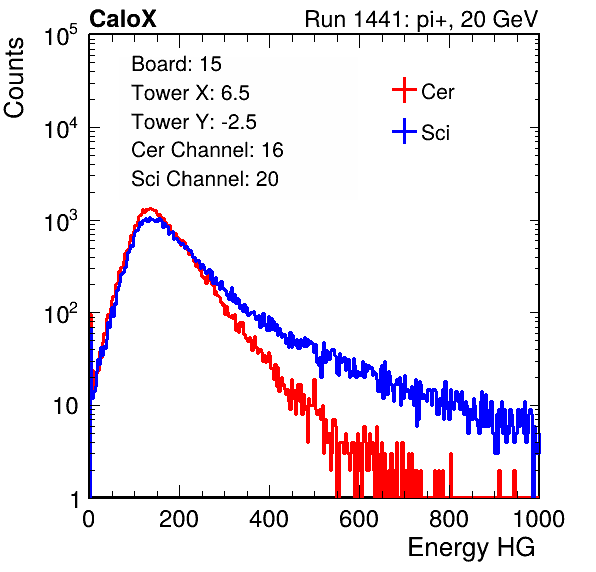 CaloX Run 1441: pi+, 20 GeV
Counts
10^5
10^4
10^3
10^2
10
1
Board: 15
Tower X: 6.5
Tower Y: -2.5
Cer Channel: 16
Sci Channel: 20
Cer
Sci
0 200 400 600 800 1000
Energy HG